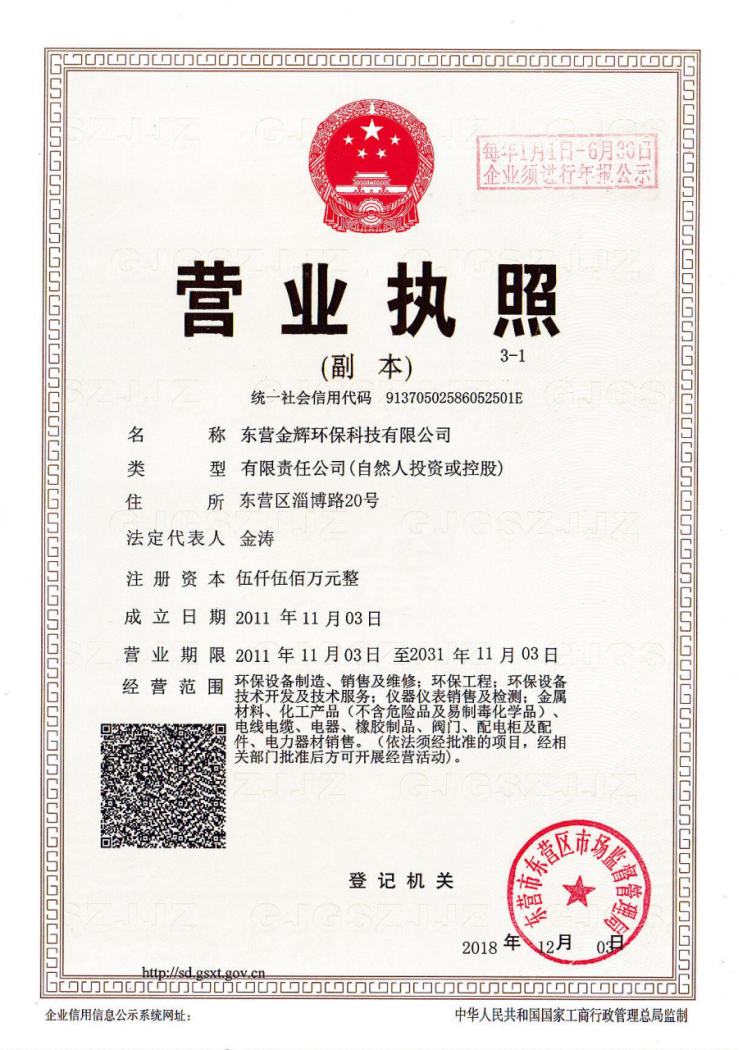 每年1月1日-6月30日
企业须进行年报公示
营业执照
(副 本)
3-1
统一社会信用代码 91370502586052501E
名 称 东营金辉环保科技有限公司
类 型 有限责任公司(自然人投资或控股)
住 所 东营区淄博路20号
法定代表人 金涛
注册资本 伍仟伍佰万元整
成立日期 2011 年 11 月 03 日
营业期限 2011 年 11 月 03 日 至2031 年 11 月 03 日
经营范围 环保设备制造、销售及维修；环保工程；环保设备
技术开发及技术服务；仪器仪表销售及检测；金属
材料、化工产品（不含危险品及易制毒化学品）、
电线电缆、电器、橡胶制品、阀门、配电柜及配
件、电力器材销售。（依法须经批准的项目，经相
关部门批准后方可开展经营活动）。
登记机关
东营市东营区市场监督管理局
2018 年 12月 03日
http://sd.gsxt.gov.cn
企业信用信息公示系统网址：
中华人民共和国国家工商行政管理总局监制
GJGSZJJZ